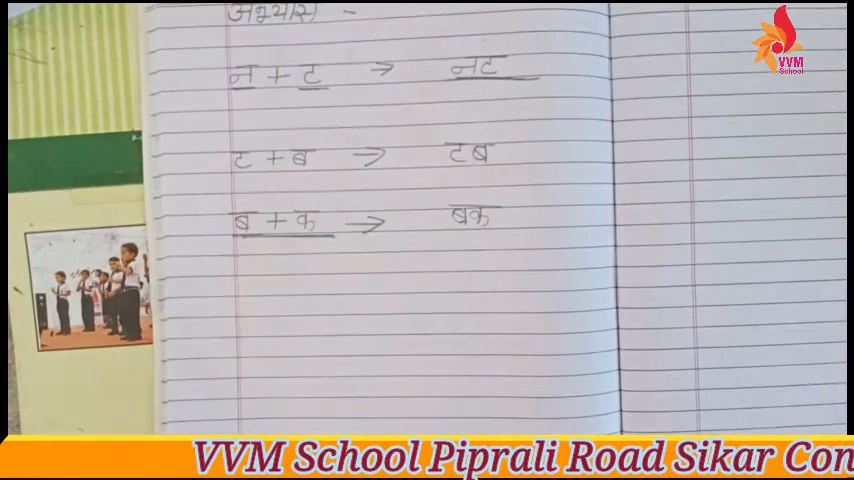 अभ्यास -
न + ट → नट
ट + ब → टब
ब + क → बक
VVM
School
VVM School Piprali Road Sikar Con